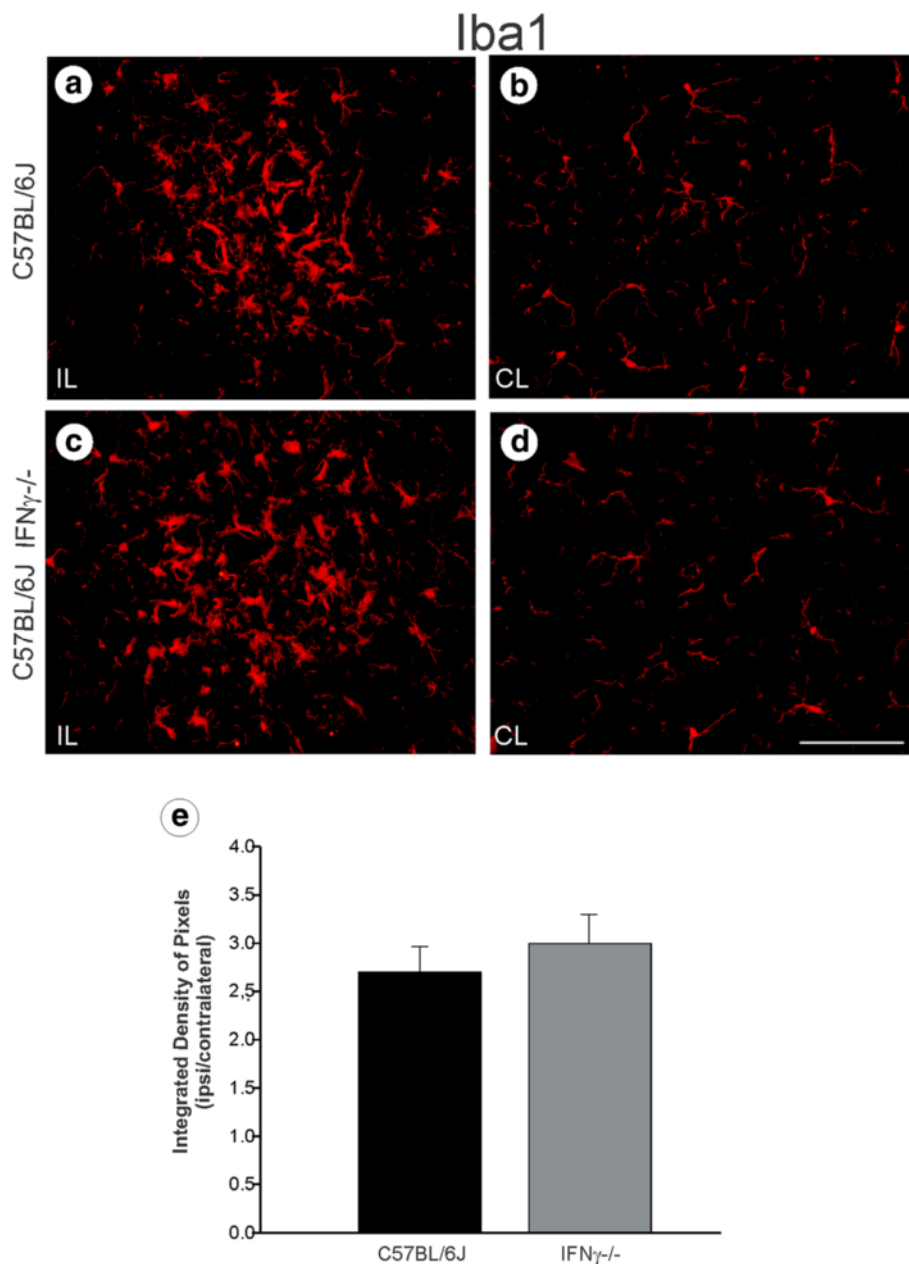 Iba1
a
b
C57BL/6J
IL
CL
c
d
C57BL/6J IFNγ-/-
IL
CL
e
Integrated Density of Pixels
(ipsi/contralateral)
4.0
3.5
3.0
2,5
2.0
1.5
1.0
0.5
0.0
C57BL/6J
IFNγ-/-